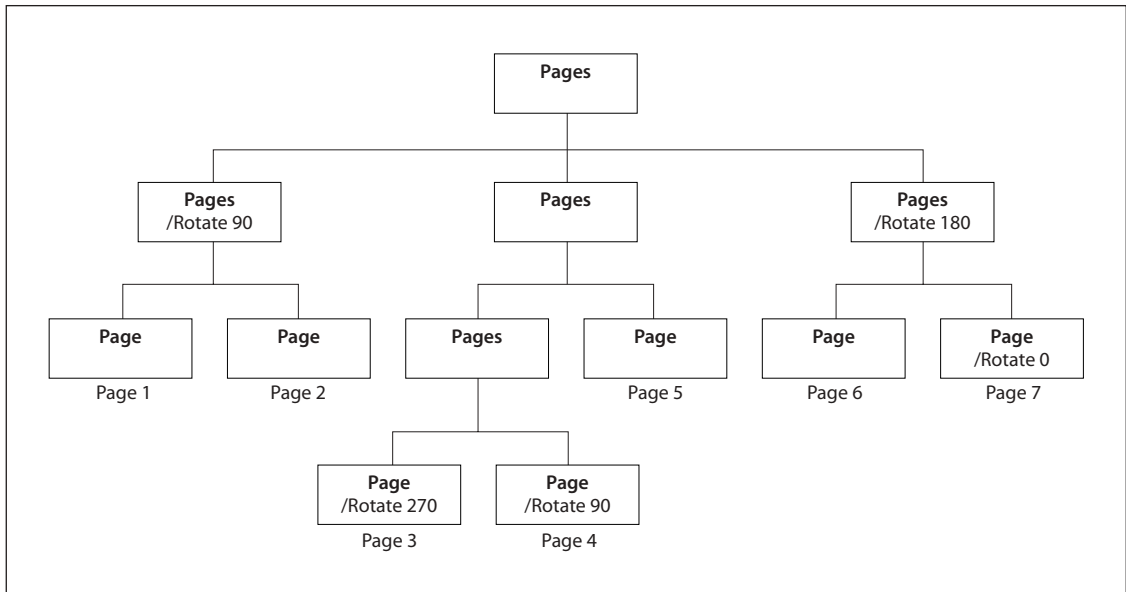 Pages
Pages
/Rotate 90
Pages
Pages
/Rotate 180
Page
Page 1
Page
Page 2
Pages
Page
Page 5
Page
Page 6
Page
/Rotate 0
Page 7
Page
/Rotate 270
Page 3
Page
/Rotate 90
Page 4